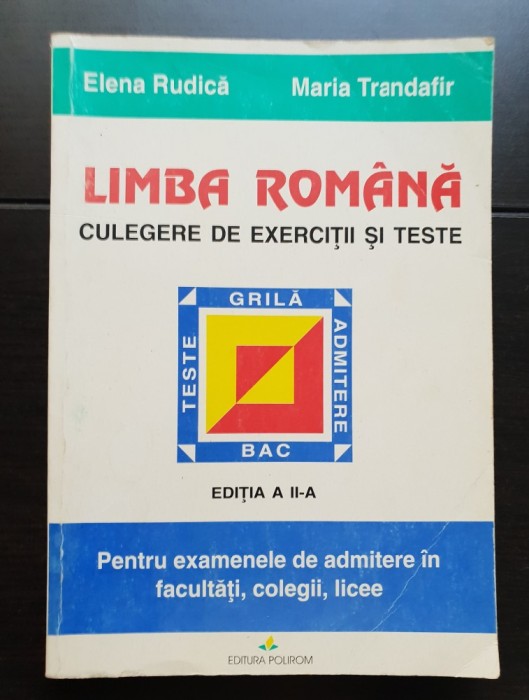 Elena Rudică Maria Trandafir
LIMBA ROMÂNĂ
CULEGERE DE EXERCIȚII ȘI TESTE
GRILĂ
TESTE
ADMITERE
BAC
EDIȚIA A II-A
Pentru examenele de admitere în
facultăți, colegii, licee
EDITURA POLIROM